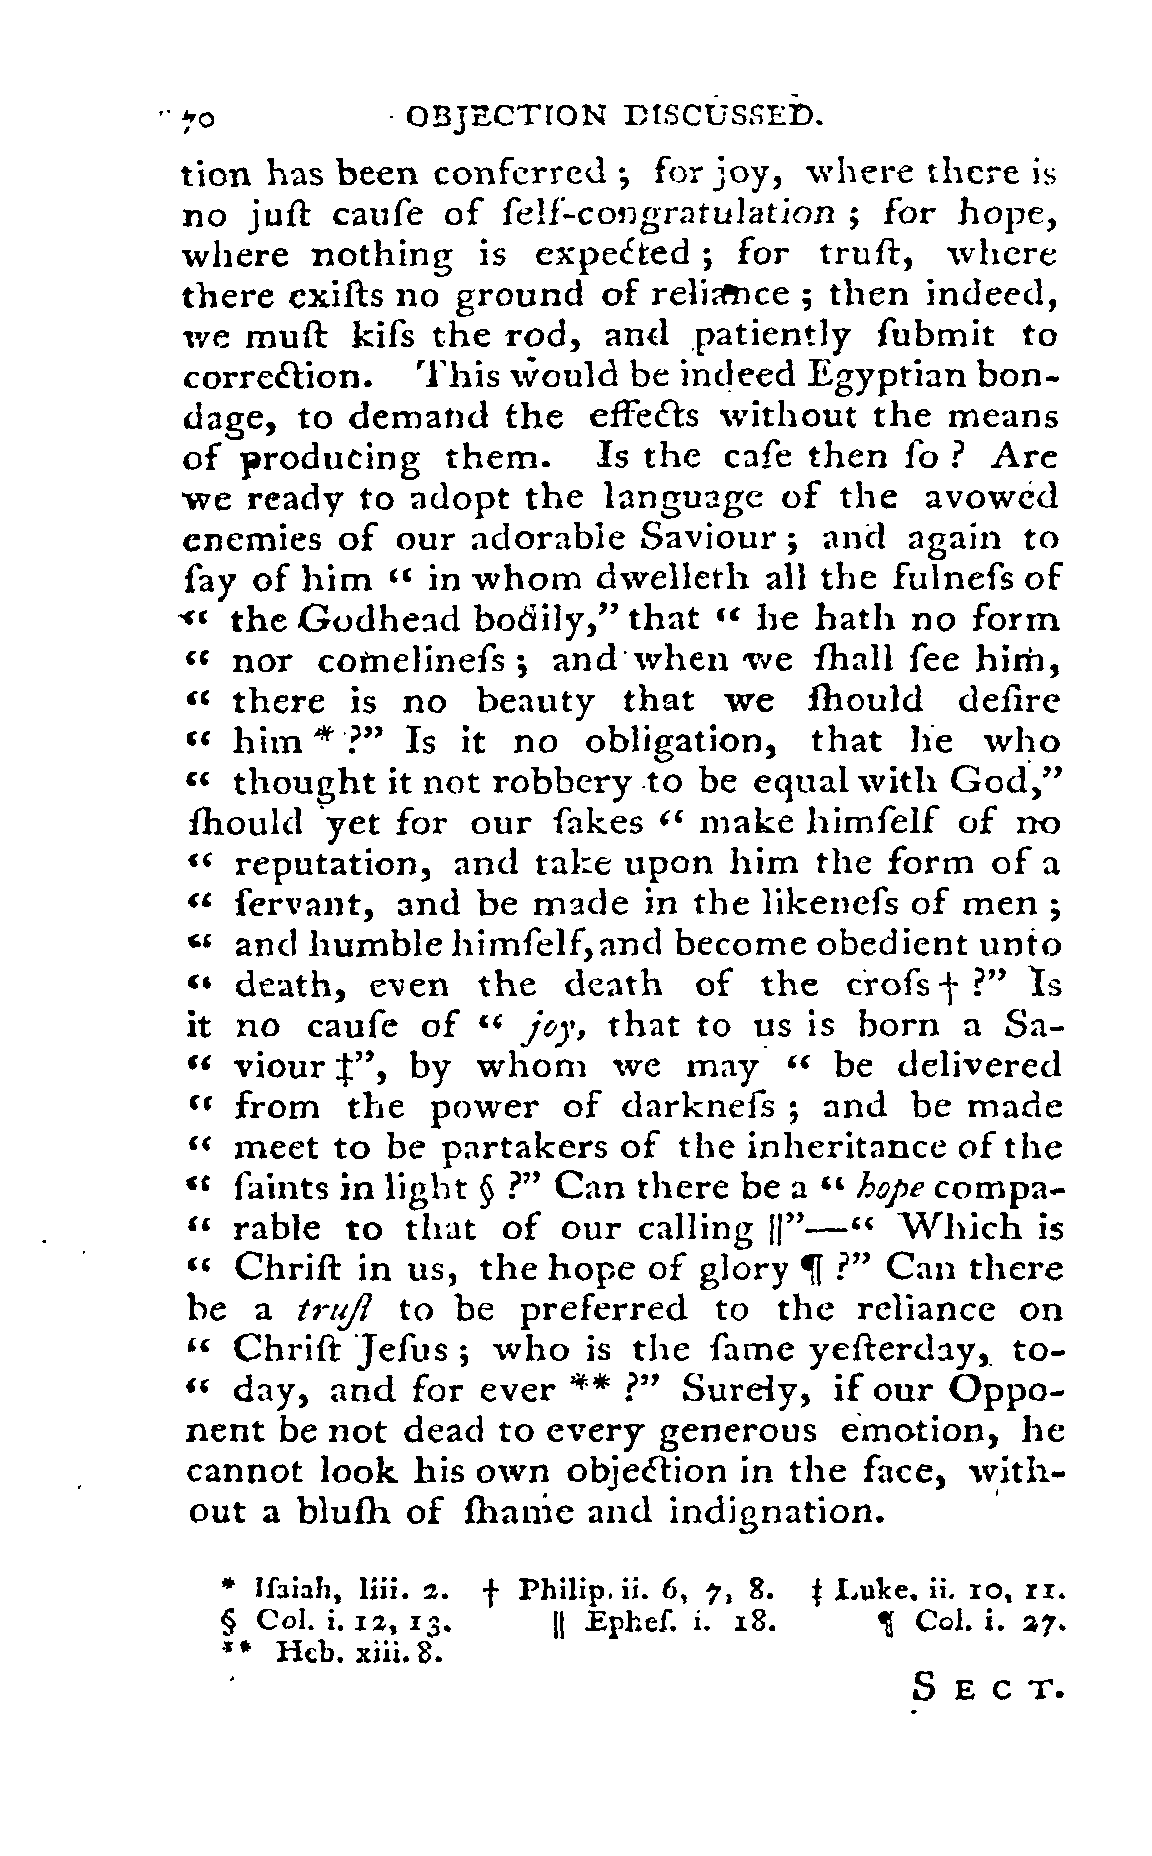 70 OBJECTION DISCUSSED.
tion has been conferred ; for joy, where there is
no juſt cauſe of ſelf-congratulation ; for hope,
where nothing is expected ; for truſt, where
there exiſts no ground of reliance ; then indeed,
we muſt kiſs the rod, and patiently ſubmit to
correction. This would be indeed Egyptian bon-
dage, to demand the effects without the means
of producing them. Is the caſe then ſo ? Are
we ready to adopt the language of the avowed
enemies of our adorable Saviour ; and again to
ſay of him “ in whom dwelleth all the fulneſs of
“ the Godhead bodily,” that “ he hath no form
“ nor comelineſs ; and when we ſhall ſee him,
“ there is no beauty that we ſhould deſire
“ him * ?” Is it no obligation, that he who
“ thought it not robbery to be equal with God,”
ſhould yet for our ſakes “ make himſelf of no
“ reputation, and take upon him the form of a
“ ſervant, and be made in the likeneſs of men ;
“ and humble himſelf, and become obedient unto
“ death, even the death of the croſs † ?” Is
it no cauſe of “ joy, that to us is born a Sa-
“ viour ‡”, by whom we may “ be delivered
“ from the power of darkneſs ; and be made
“ meet to be partakers of the inheritance of the
“ ſaints in light § ?” Can there be a “ hope compa-
“ rable to that of our calling ||”—“ Which is
“ Chriſt in us, the hope of glory ¶ ?” Can there
be a truſt to be preferred to the reliance on
“ Chriſt Jeſus ; who is the ſame yeſterday, to-
“ day, and for ever ** ?” Surely, if our Oppo-
nent be not dead to every generous emotion, he
cannot look his own objection in the face, with-
out a bluſh of ſhame and indignation.
* Iſaiah, liii. 2. † Philip. ii. 6, 7, 8. ‡ Luke. ii. 10, 11.
§ Col. i. 12, 13. || Epheſ. i. 18. ¶ Col. i. 27.
** Heb. xiii. 8.
SECT.